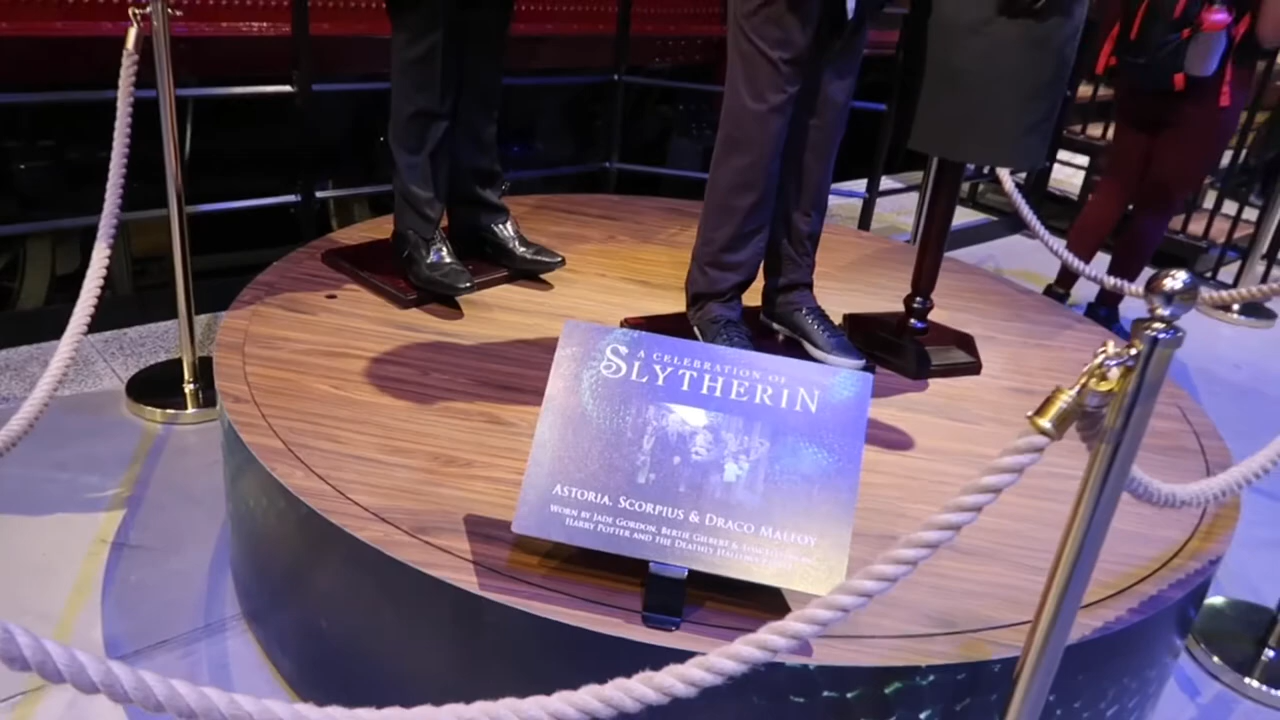 A CELEBRATION OF
SLYTHERIN
ASTORIA, SCORPIUS & DRACO MALFOY
WORN BY JADE GORDON, BERTIE GILBERT & TOM
HARRY POTTER AND THE DEATHLY HALLOWS